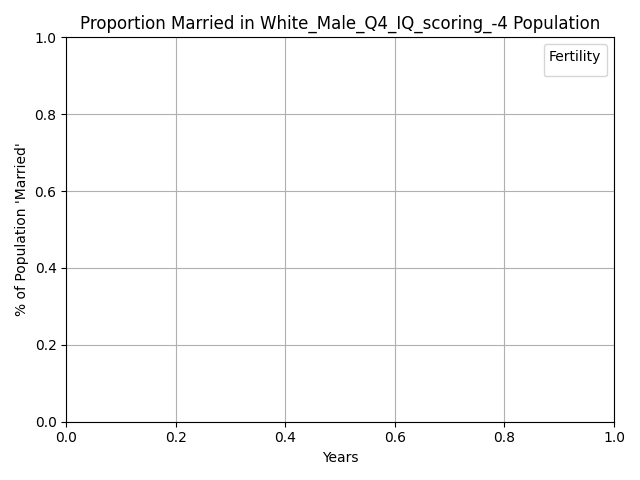 Proportion Married in White_Male_Q4_IQ_scoring_-4 Population
Fertility
% of Population 'Married'
1.0
0.8
0.6
0.4
0.2
0.0
0.0 0.2 0.4 0.6 0.8 1.0
Years